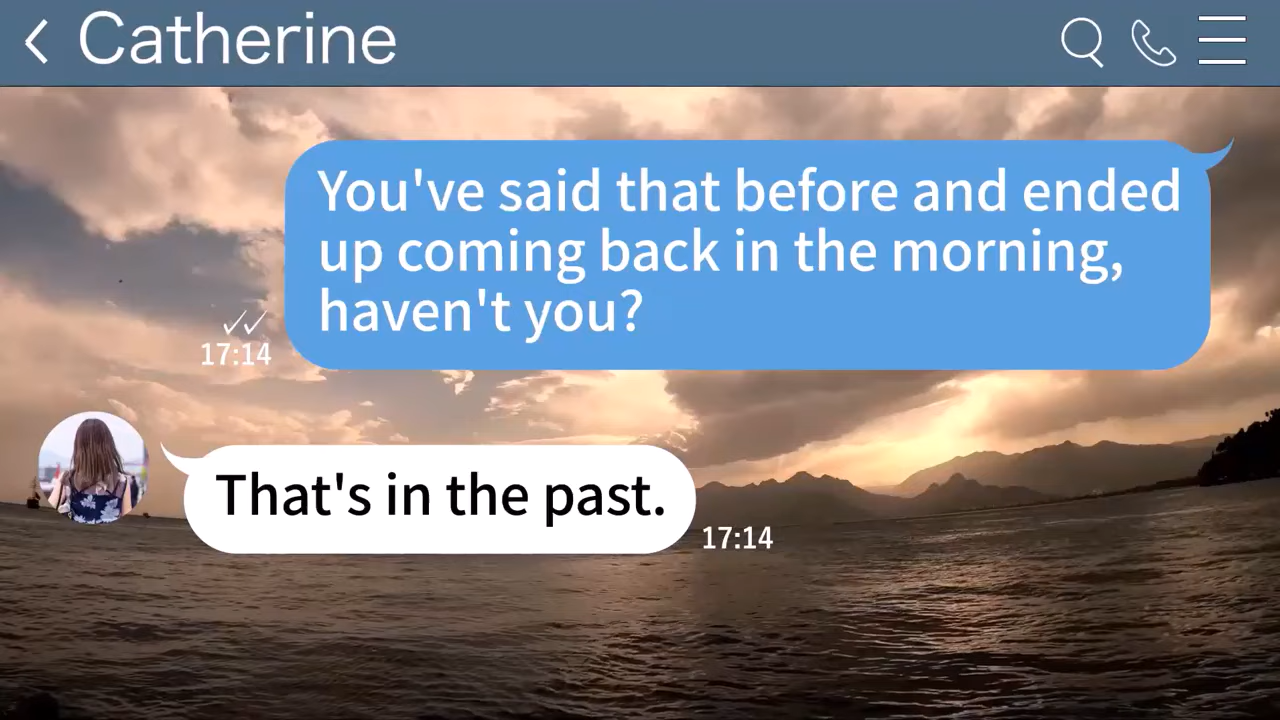 Catherine
You've said that before and ended
up coming back in the morning,
haven't you?
17:14
That's in the past.
17:14